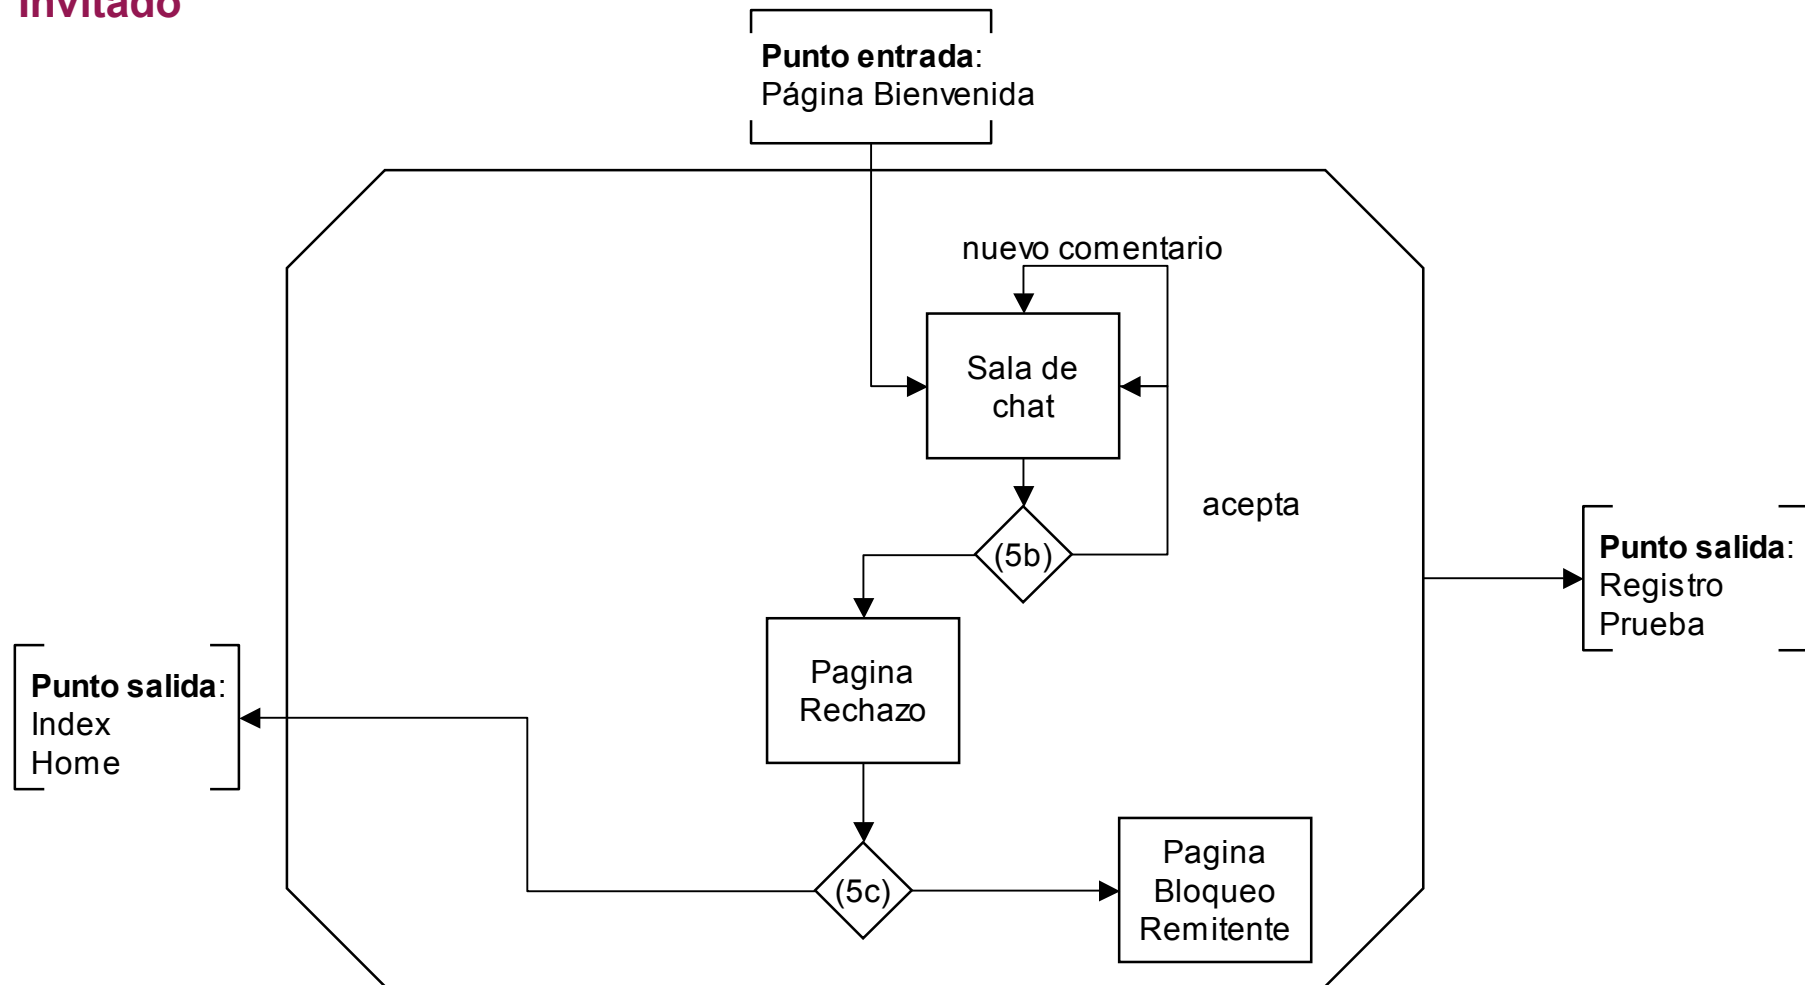 Invitado
Punto entrada:
Página Bienvenida
nuevo comentario
Sala de
chat
acepta
(5b)
Punto salida:
Registro
Prueba
Pagina
Rechazo
Punto salida:
Index
Home
(5c)
Pagina
Bloqueo
Remitente